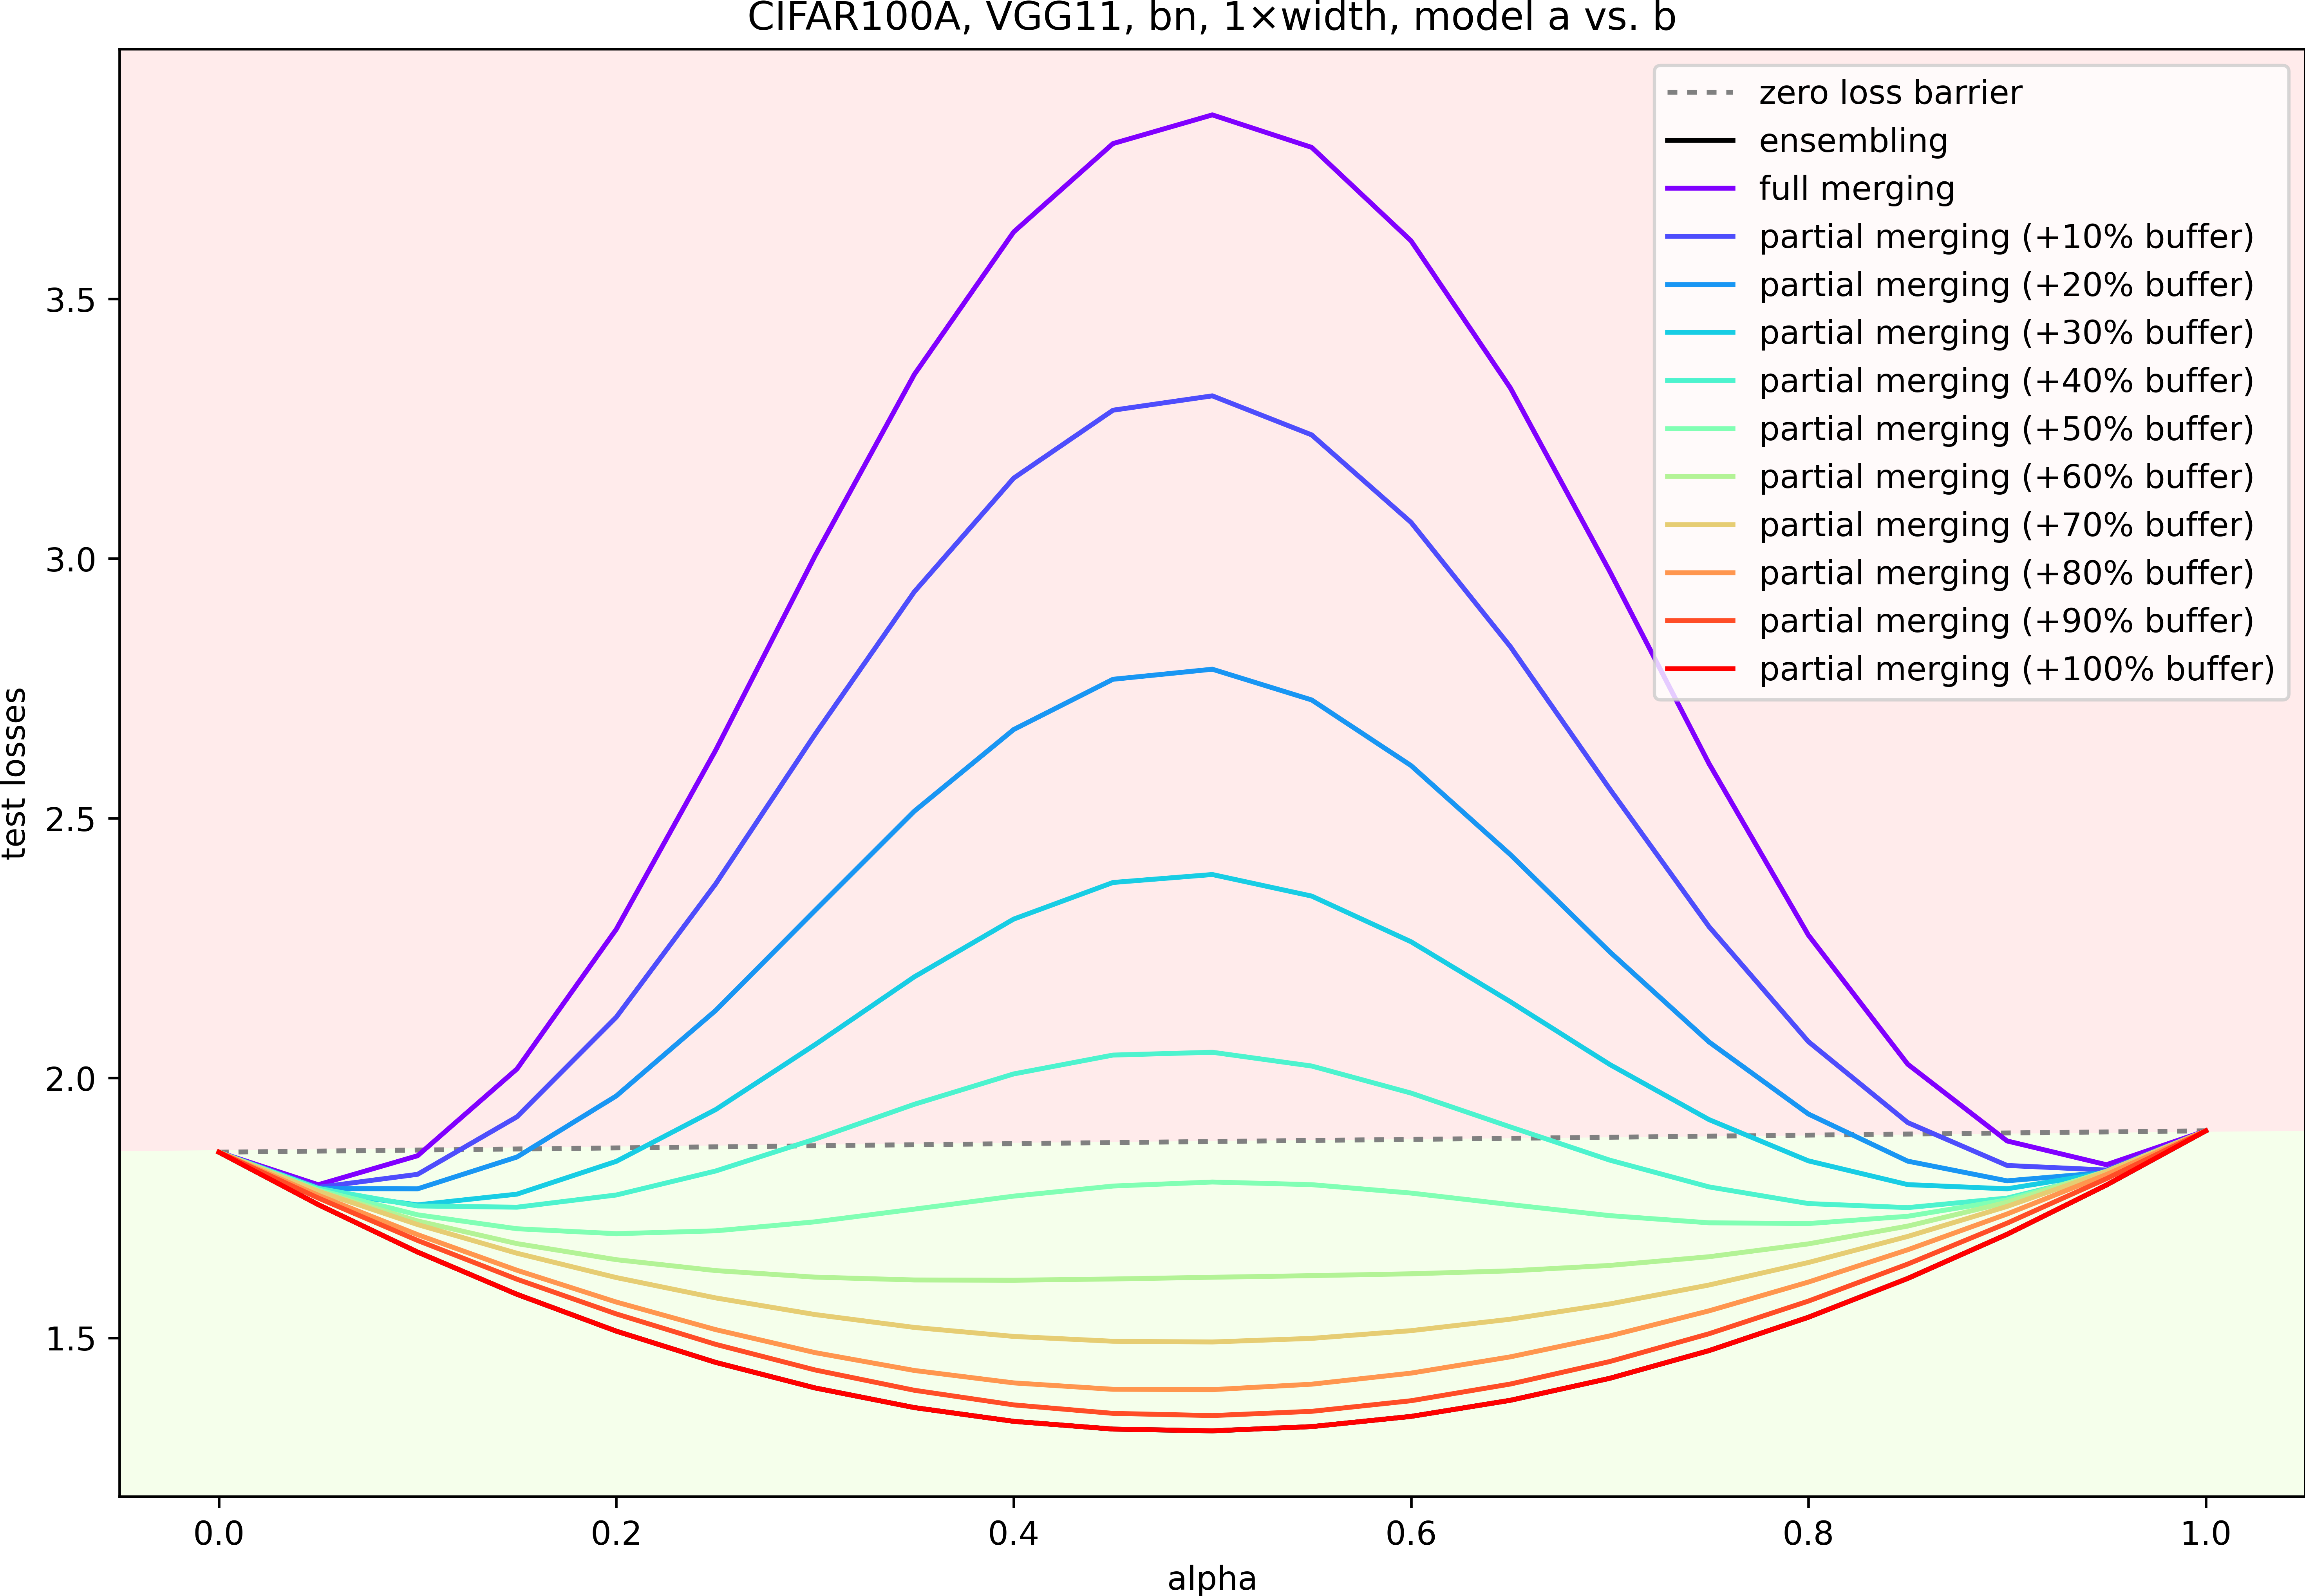 CIFAR100A, VGG11, bn, 1×width, model a vs. b
zero loss barrier
ensembling
full merging
partial merging (+10% buffer)
partial merging (+20% buffer)
partial merging (+30% buffer)
partial merging (+40% buffer)
partial merging (+50% buffer)
partial merging (+60% buffer)
partial merging (+70% buffer)
partial merging (+80% buffer)
partial merging (+90% buffer)
partial merging (+100% buffer)
test losses
3.5
3.0
2.5
2.0
1.5
0.0 0.2 0.4 0.6 0.8 1.0
alpha